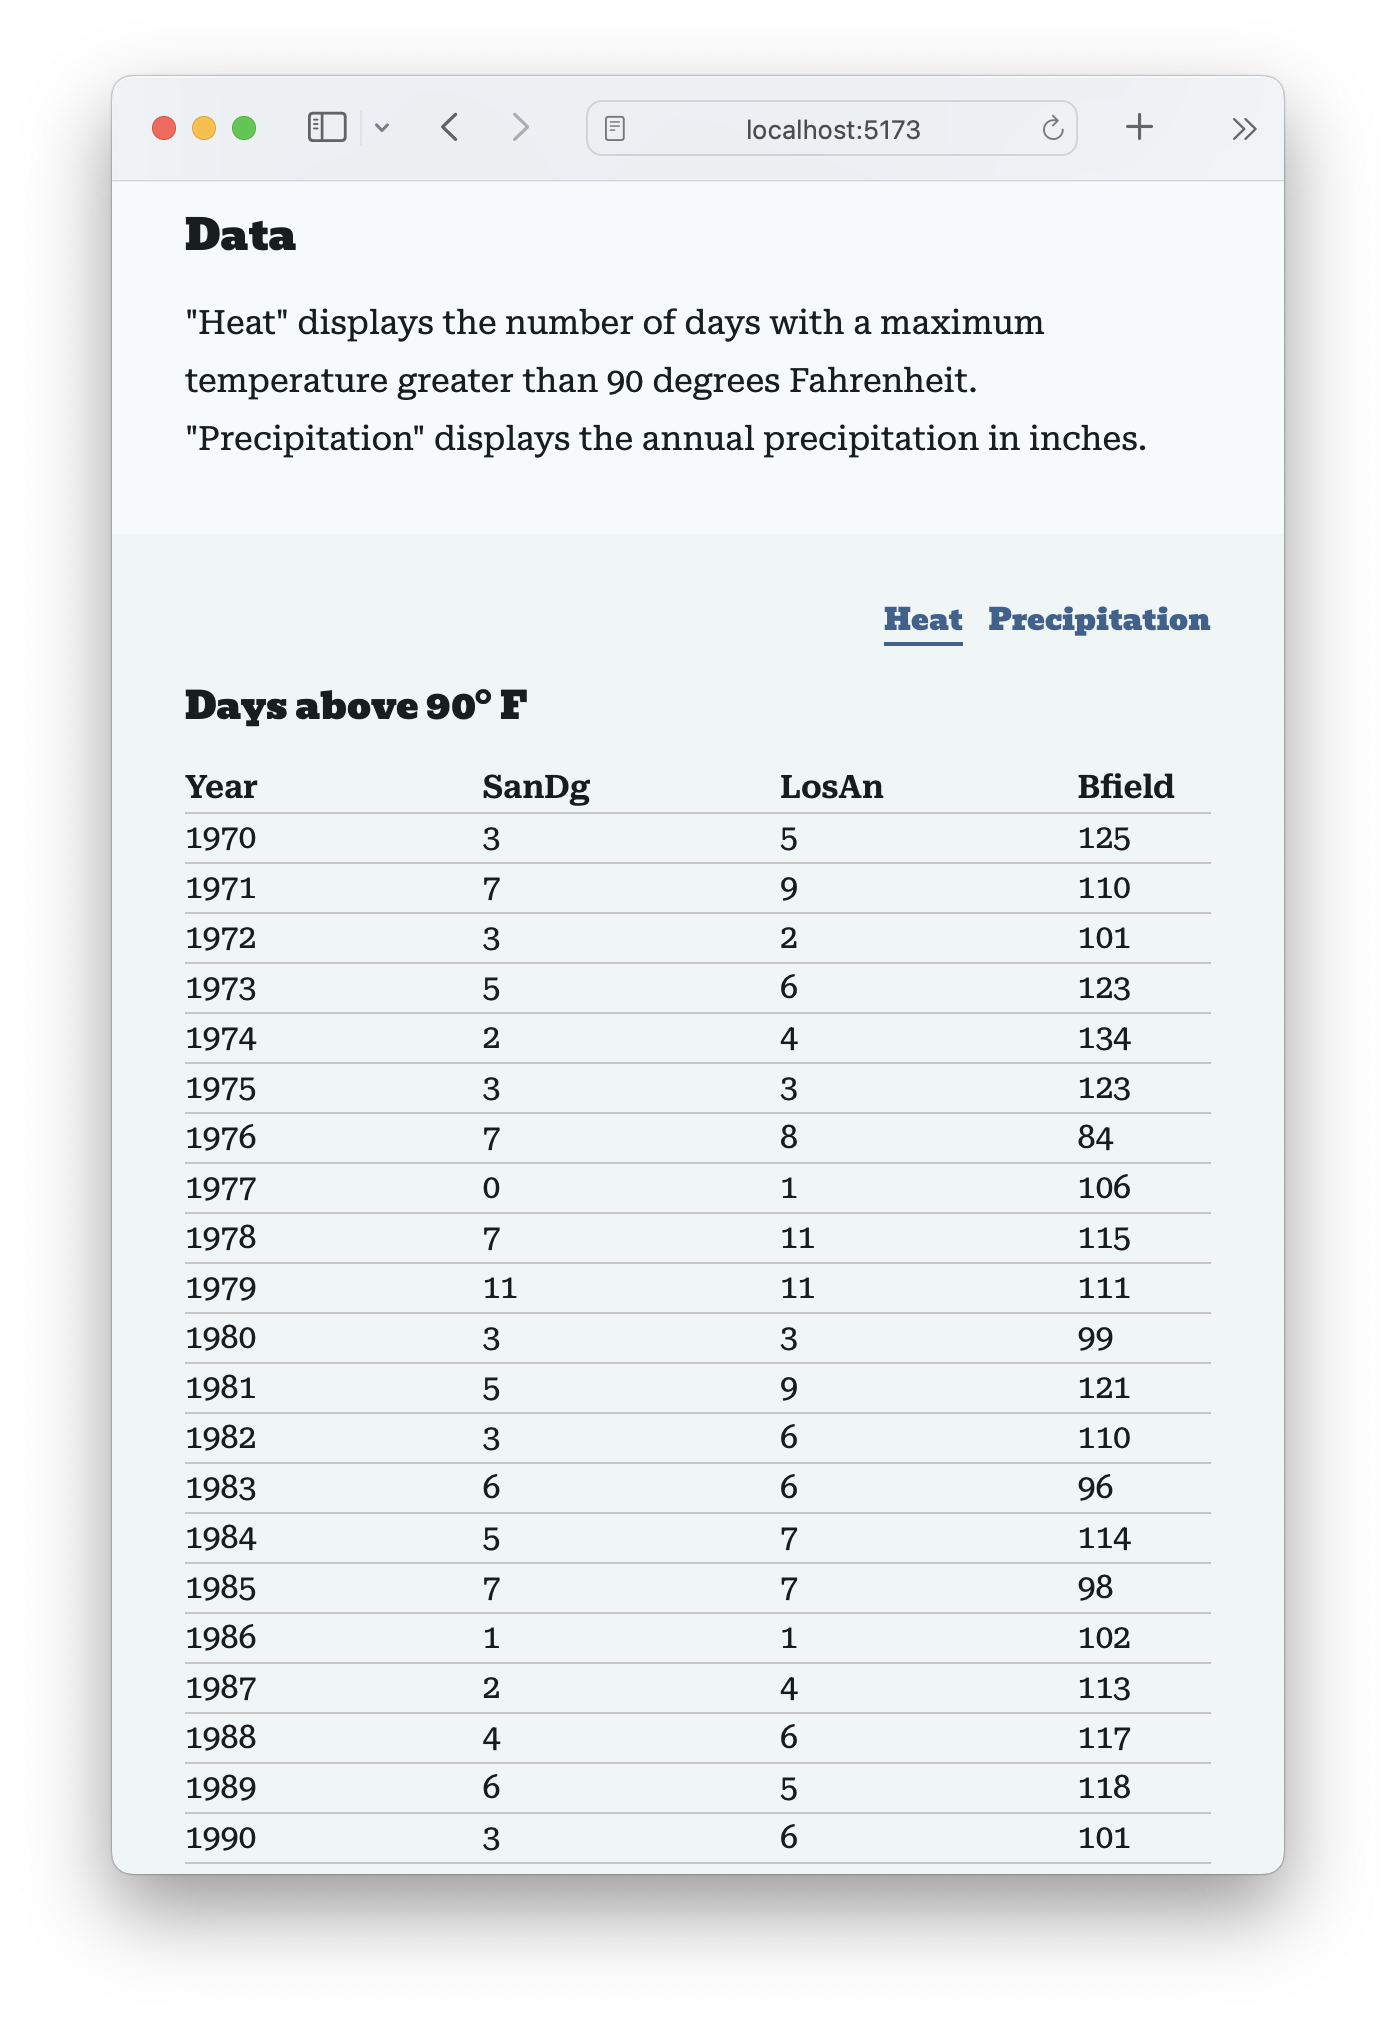 localhost:5173
Data
"Heat" displays the number of days with a maximum
temperature greater than 90 degrees Fahrenheit.
"Precipitation" displays the annual precipitation in inches.
Heat Precipitation
Days above 90° F
Year SanDg LosAn Bfield
1970 3 5 125
1971 7 9 110
1972 3 2 101
1973 5 6 123
1974 2 4 134
1975 3 3 123
1976 7 8 84
1977 0 1 106
1978 7 11 115
1979 11 11 111
1980 3 3 99
1981 5 9 121
1982 3 6 110
1983 6 6 96
1984 5 7 114
1985 7 7 98
1986 1 1 102
1987 2 4 113
1988 4 6 117
1989 6 5 118
1990 3 6 101